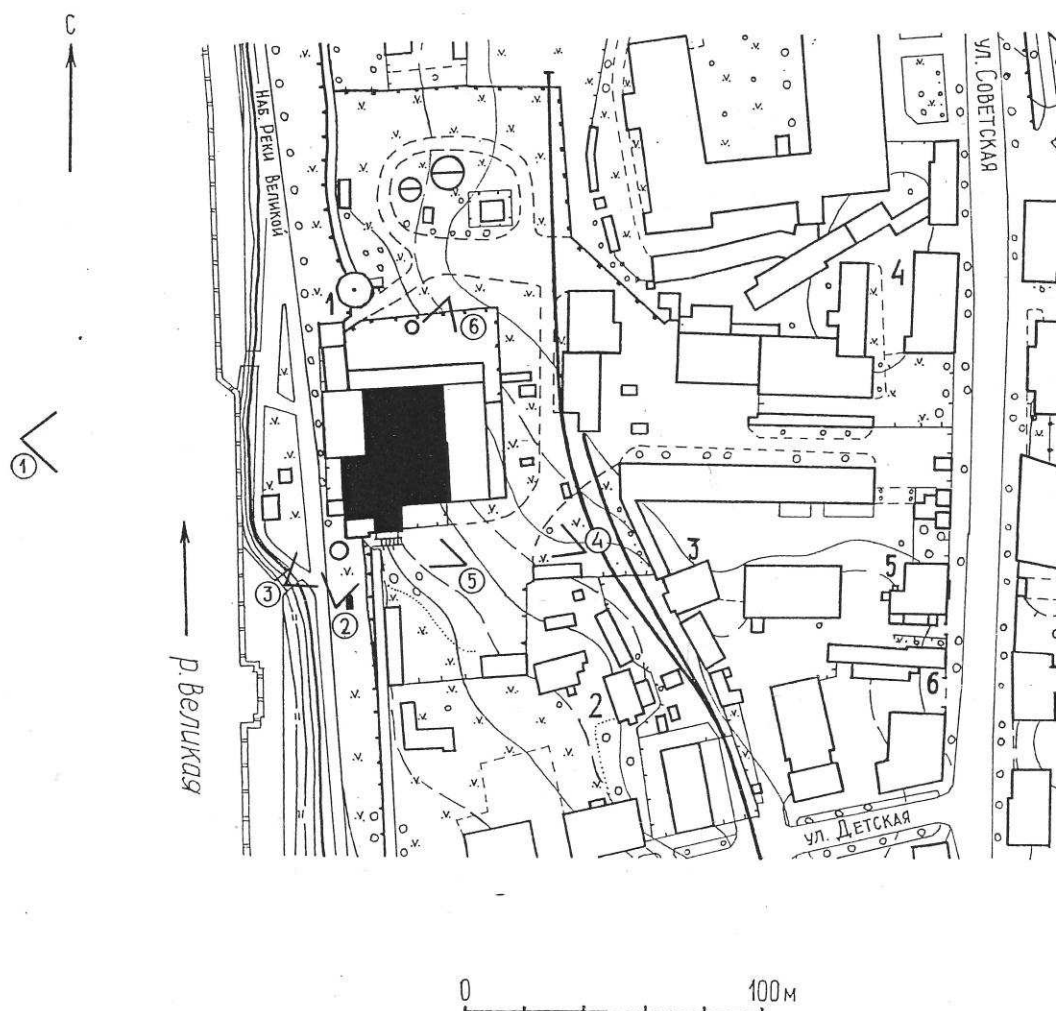 С
Наб. Реки Великой
ул. Советская
4
1
⑥
①
④
3
5
③
⑤
②
р. Великая
2
6
ул. Детская
0 100 м